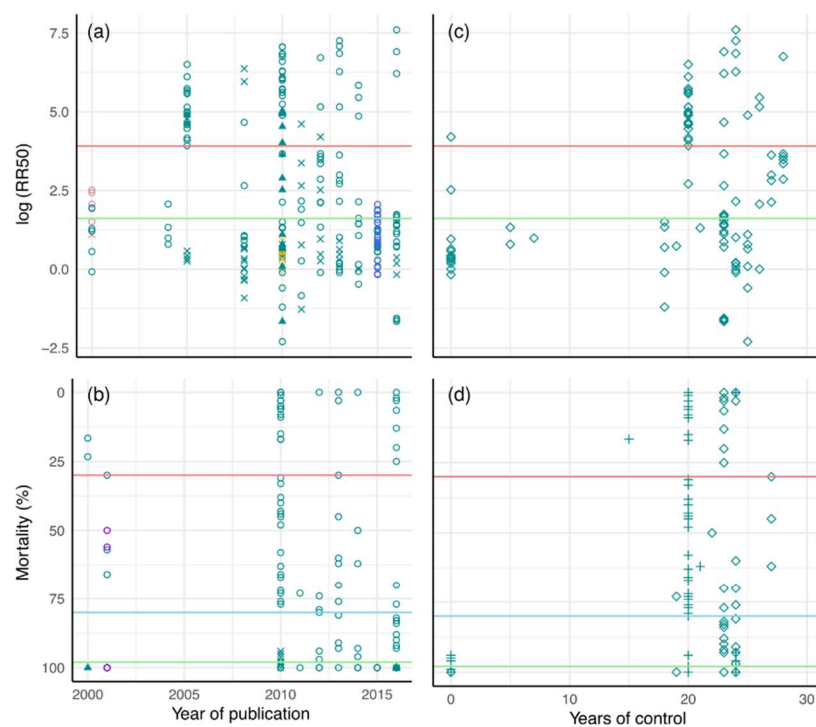 (a)
(c)
7.5
5.0
2.5
0.0
−2.5
log (RR50)
(b)
(d)
0
25
50
75
100
Mortality (%)
2000
2005
2010
2015
0
10
20
30
Year of publication
Years of control